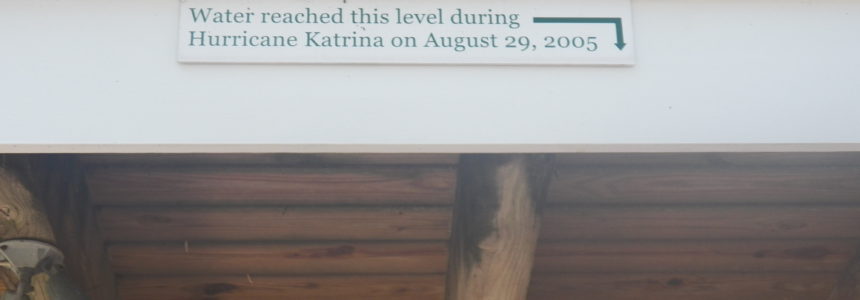 Water reached this level during
Hurricane Katrina on August 29, 2005